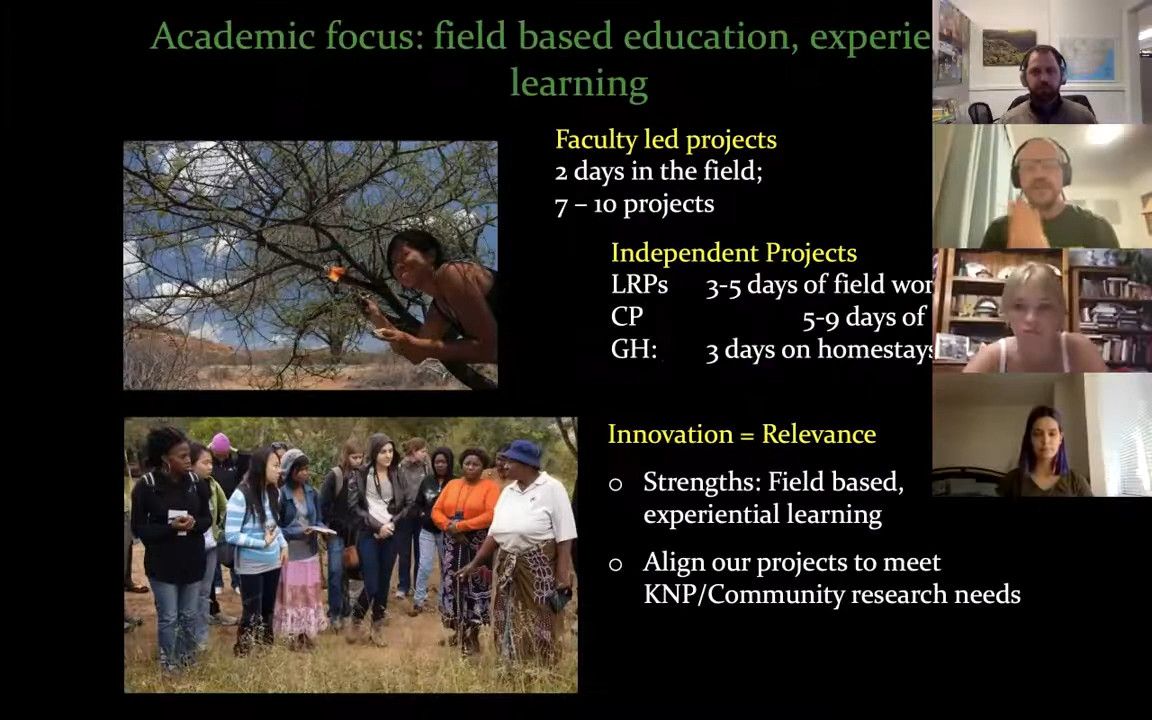 Academic focus: field based education,
learning
Faculty led projects
2 days in the field;
7 – 10 projects
Independent Projects
LRPs 3-5 days of field
CP 5-9 days of
GH: 3 days on homestays
Innovation = Relevance
o Strengths: Field based,
experiential learning
o Align our projects to meet
KNP/Community research needs